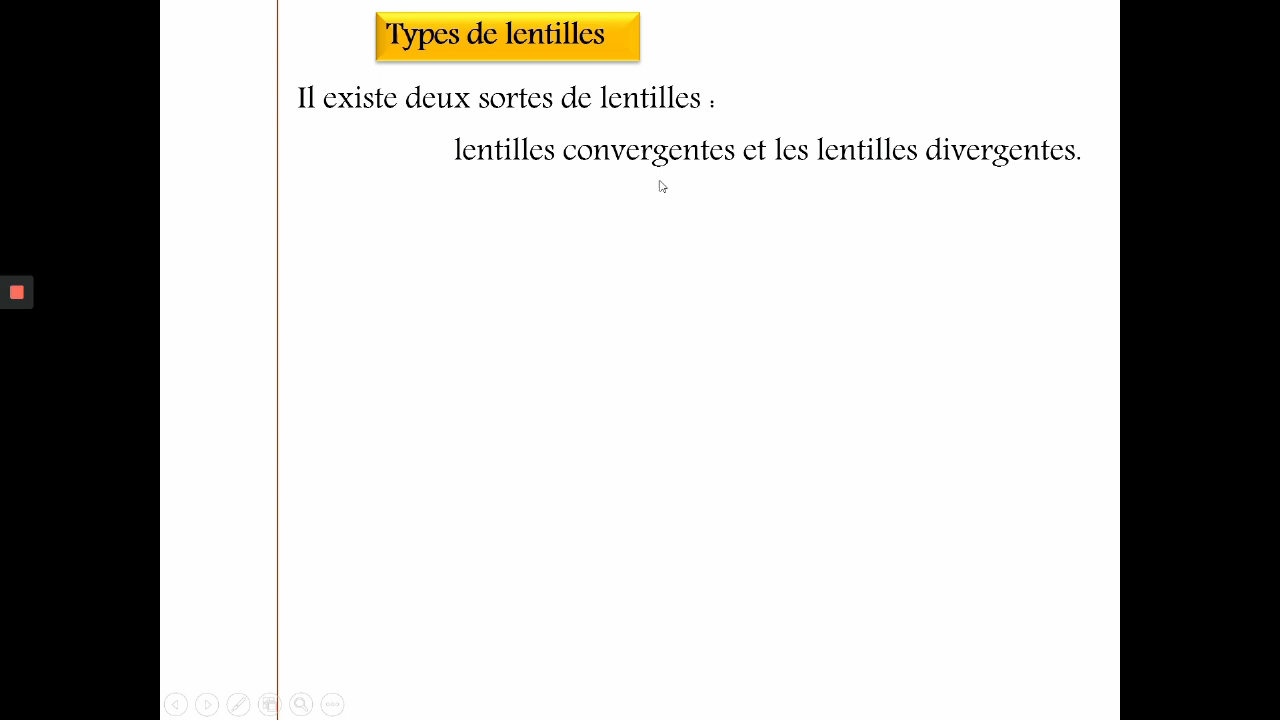 Types de lentilles
Il existe deux sortes de lentilles :
lentilles convergentes et les lentilles divergentes.